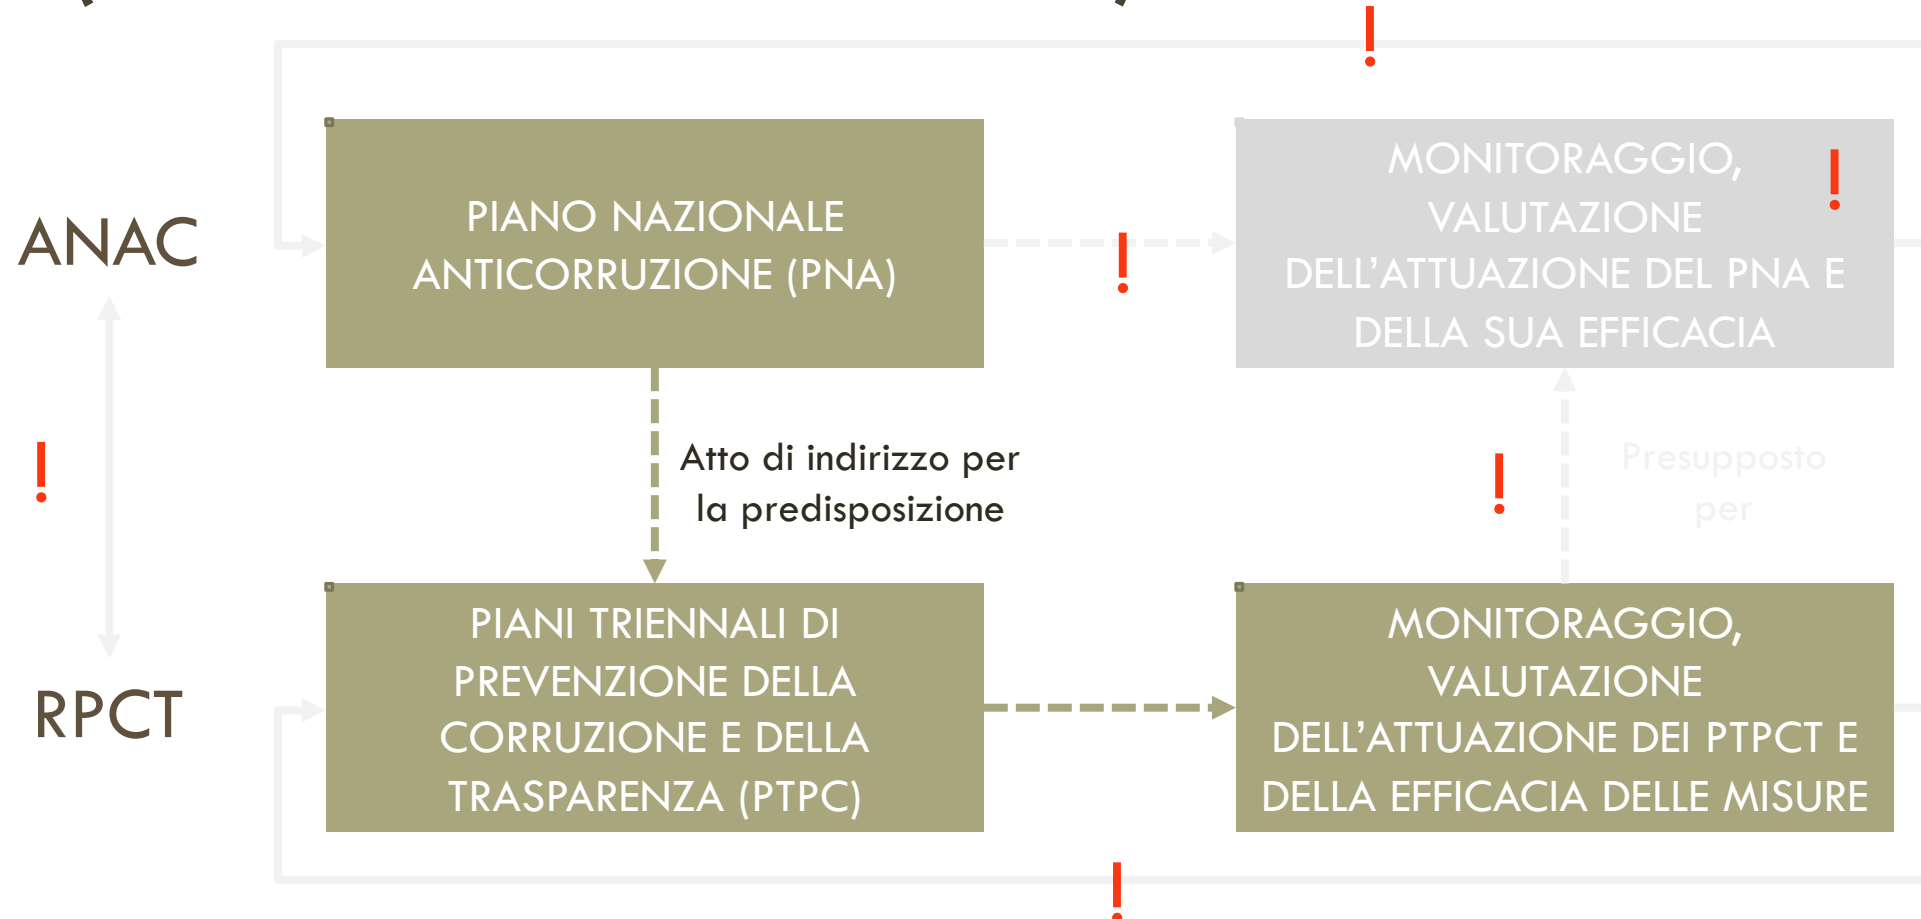 !
ANAC
PIANO NAZIONALE
ANTICORRUZIONE (PNA)
!
MONITORAGGIO,
VALUTAZIONE
DELL’ATTUAZIONE DEL PNA E
DELLA SUA EFFICACIA
!
!
Atto di indirizzo per
la predisposizione
!
Presupposto
per
RPCT
PIANI TRIENNALI DI
PREVENZIONE DELLA
CORRUZIONE E DELLA
TRASPARENZA (PTPC)
MONITORAGGIO,
VALUTAZIONE
DELL’ATTUAZIONE DEI PTPCT E
DELLA EFFICACIA DELLE MISURE
!